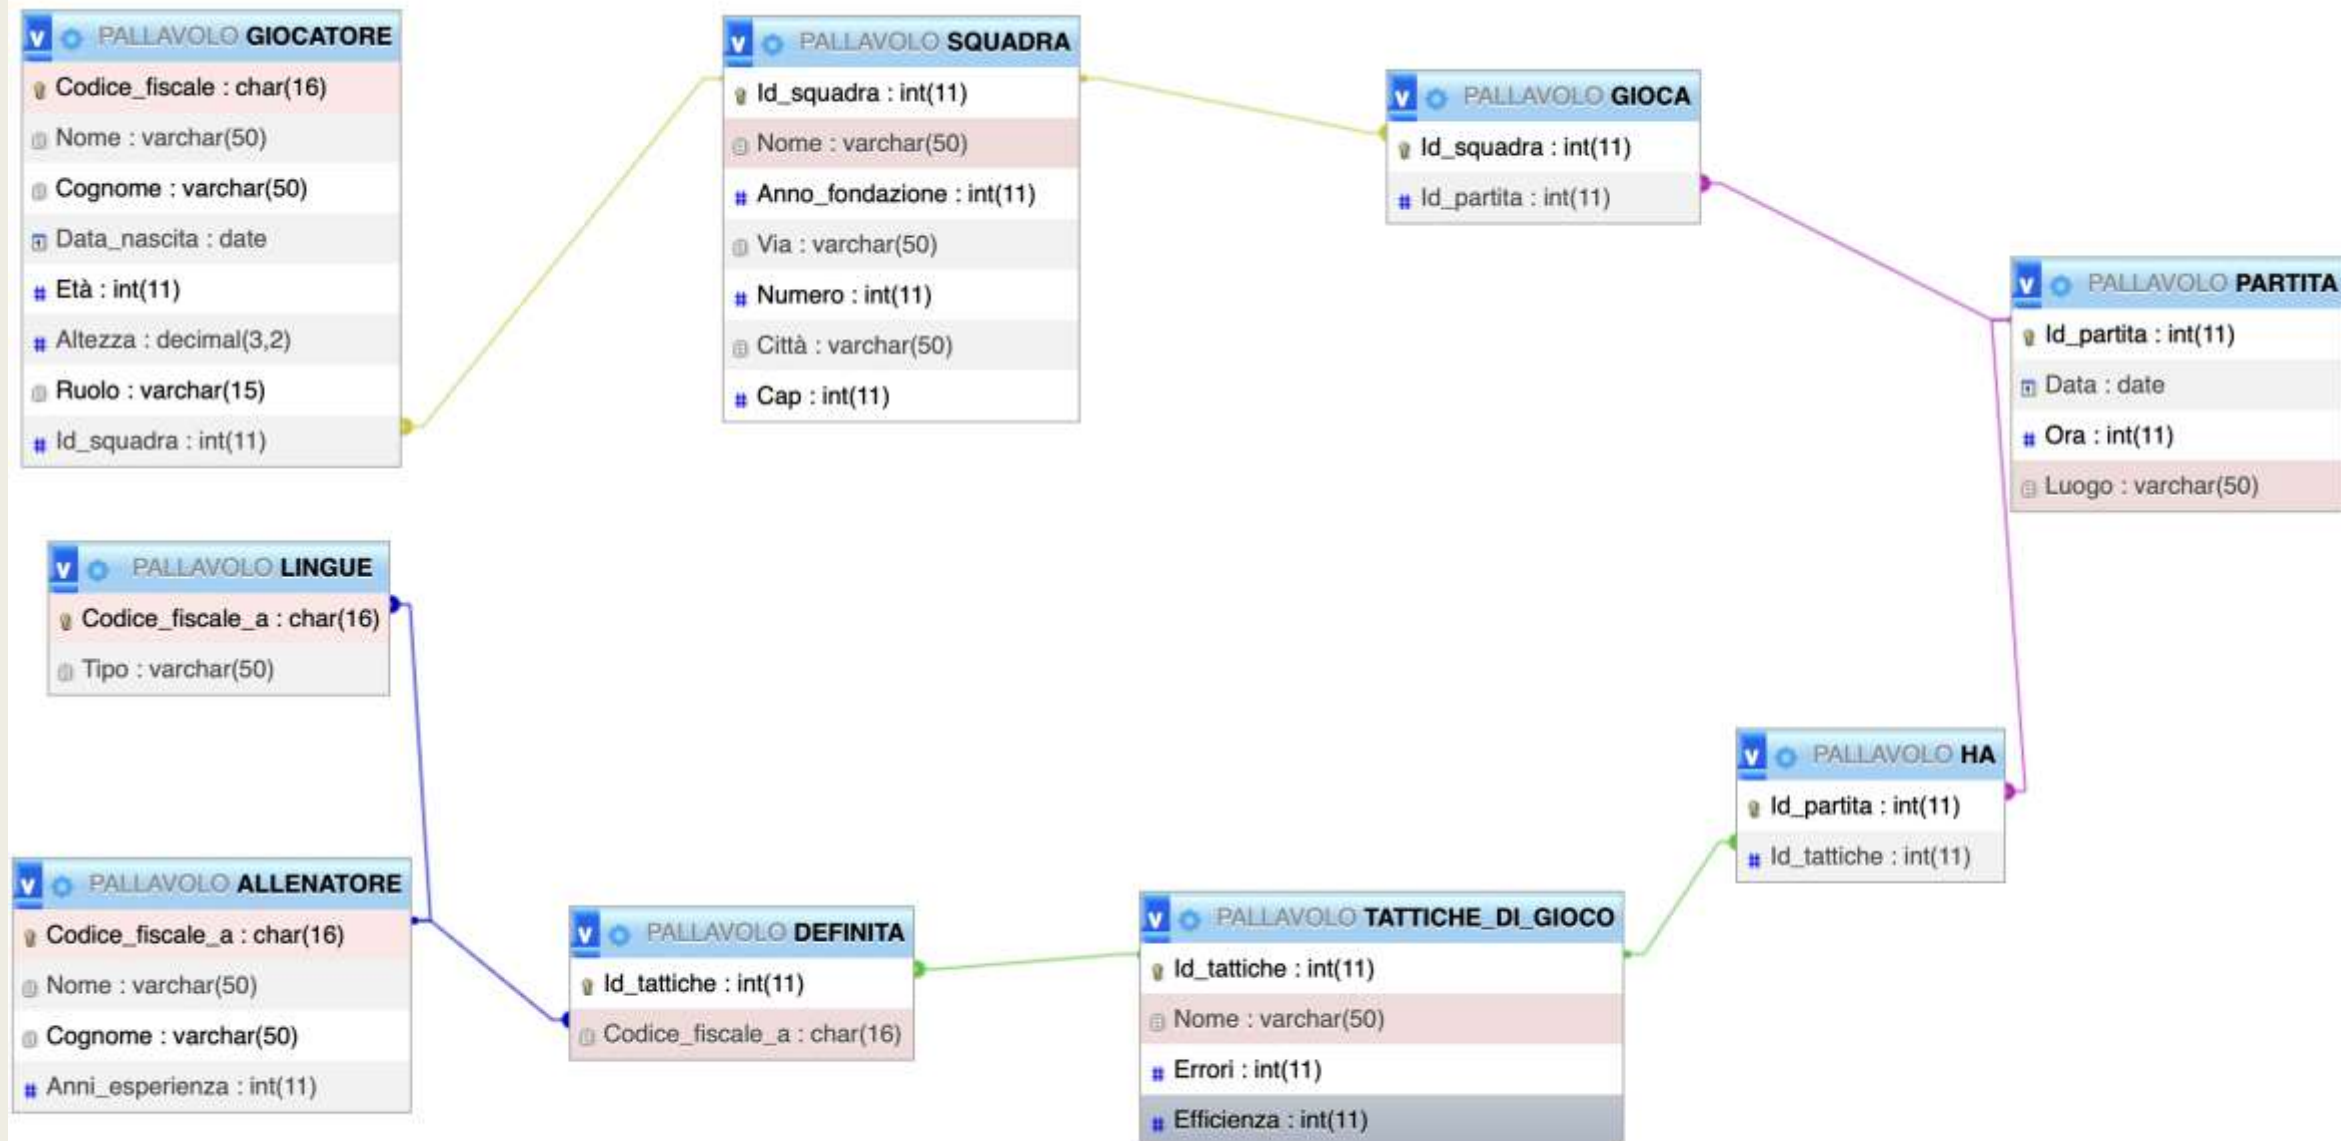 PALLAVOLO GIOCATORE
Codice_fiscale : char(16)
Nome : varchar(50)
Cognome : varchar(50)
Data_nascita : date
Età : int(11)
Altezza : decimal(3,2)
Ruolo : varchar(15)
Id_squadra : int(11)
PALLAVOLO SQUADRA
Id_squadra : int(11)
Nome : varchar(50)
Anno_fondazione : int(11)
Via : varchar(50)
Numero : int(11)
Città : varchar(50)
Cap : int(11)
PALLAVOLO GIOCA
Id_squadra : int(11)
Id_partita : int(11)
PALLAVOLO PARTITA
Id_partita : int(11)
Data : date
Ora : int(11)
Luogo : varchar(50)
PALLAVOLO LINGUE
Codice_fiscale_a : char(16)
Tipo : varchar(50)
PALLAVOLO ALLENATORE
Codice_fiscale_a : char(16)
Nome : varchar(50)
Cognome : varchar(50)
Anni_esperienza : int(11)
PALLAVOLO DEFINITA
Id_tattiche : int(11)
Codice_fiscale_a : char(16)
PALLAVOLO TATTICHE_DI_GIOCO
Id_tattiche : int(11)
Nome : varchar(50)
Errori : int(11)
Efficienza : int(11)
PALLAVOLO HA
Id_partita : int(11)
Id_tattiche : int(11)